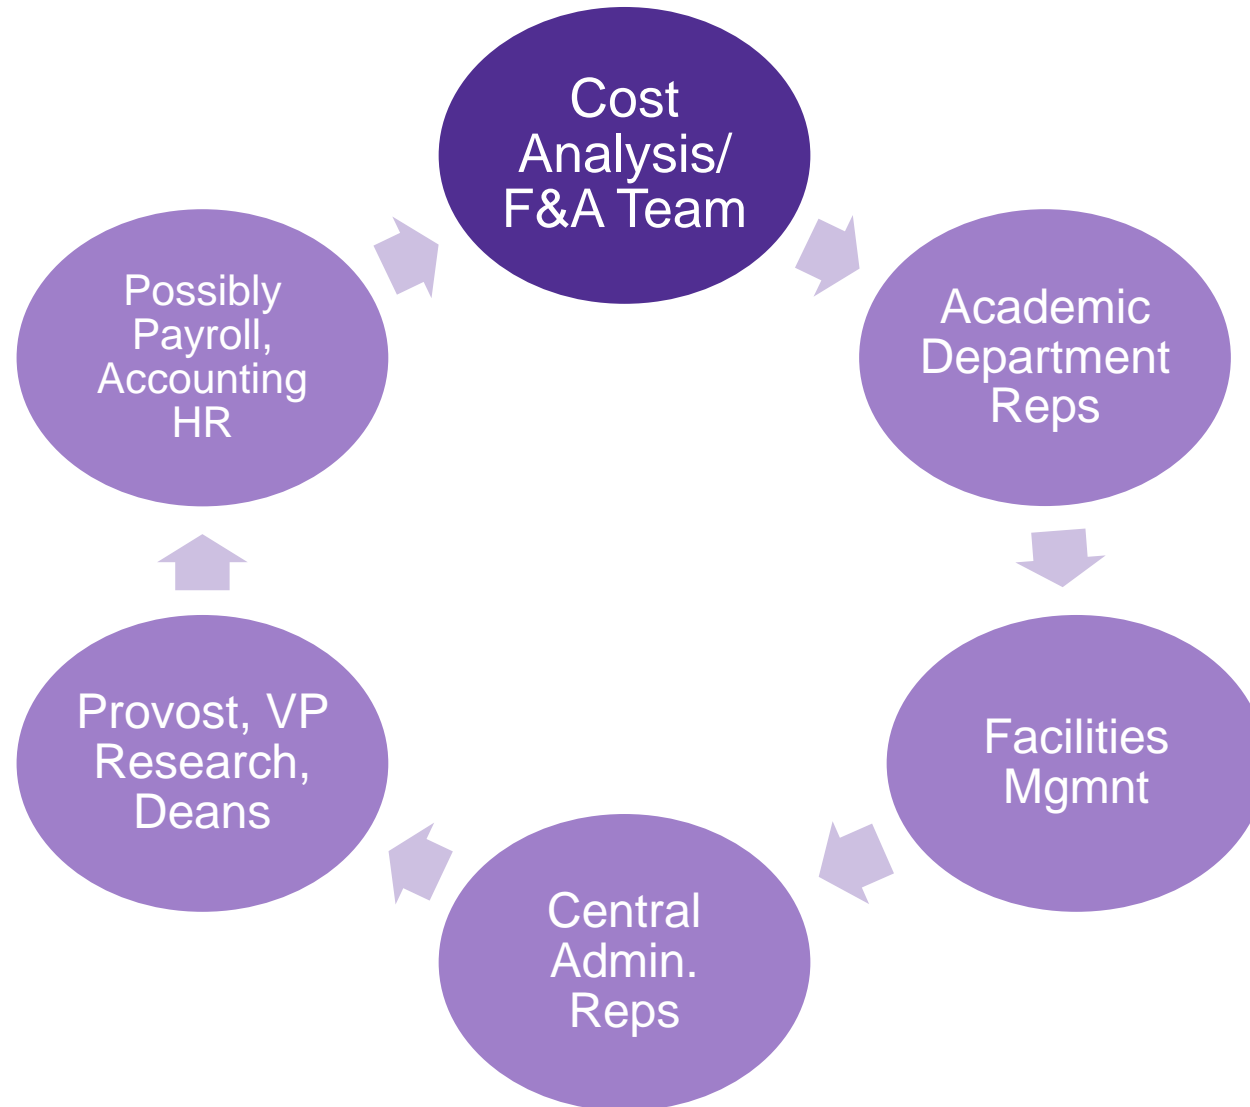 Cost
Analysis/
F&A Team
Academic
Department
Reps
Facilities
Mgmnt
Central
Admin.
Reps
Provost, VP
Research,
Deans
Possibly
Payroll,
Accounting
HR